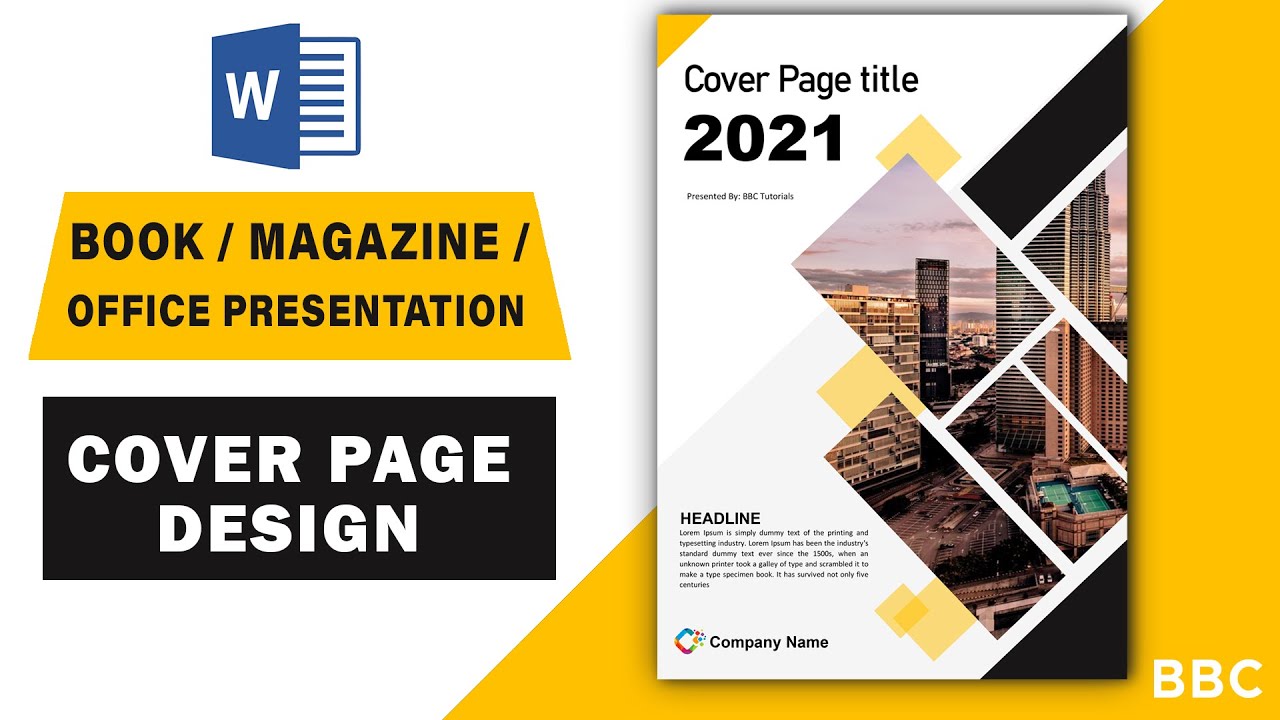 W
BOOK / MAGAZINE /
OFFICE PRESENTATION
COVER PAGE
DESIGN
Cover Page title
2021
Presented By: BBC Tutorials
HEADLINE
Lorem Ipsum is simply dummy text of the printing and
typesetting industry. Lorem Ipsum has been the industry's
standard dummy text ever since the 1500s, when an
unknown printer took a galley of type and scrambled it to
make a type specimen book. It has survived not only five
centuries
Company Name
BBC